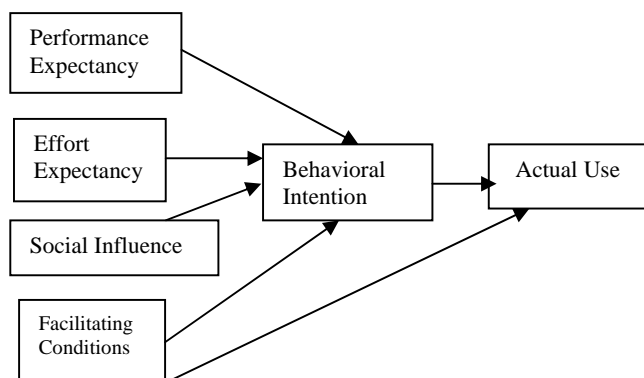 Performance
Expectancy
Effort
Expectancy
Behavioral
Intention
Actual Use
Social Influence
Facilitating
Conditions